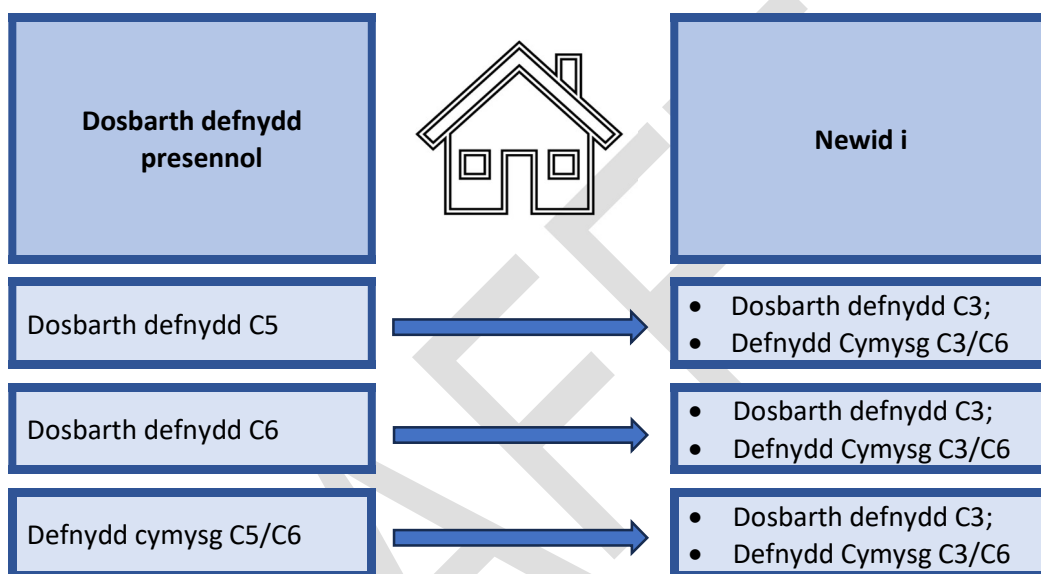 Dosbarth defnydd
presennol
Newid i
Dosbarth defnydd C5
• Dosbarth defnydd C3;
• Defnydd Cymysg C3/C6
Dosbarth defnydd C6
• Dosbarth defnydd C3;
• Defnydd Cymysg C3/C6
Defnydd cymysg C5/C6
• Dosbarth defnydd C3;
• Defnydd Cymysg C3/C6